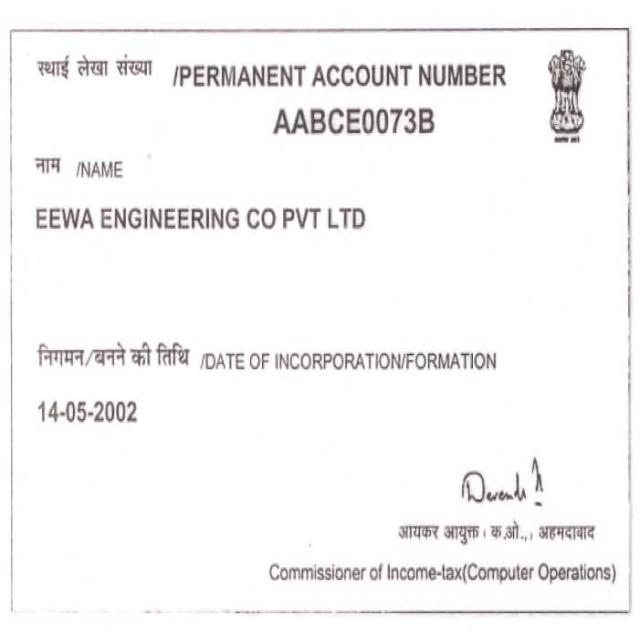 स्थाई लेखा संख्या /PERMANENT ACCOUNT NUMBER
AABCE0073B
नाम /NAME
EEWA ENGINEERING CO PVT LTD
निगमन/बनने की तिथि /DATE OF INCORPORATION/FORMATION
14-05-2002
आयकर आयुक्त । क.ओ.,, अहमदाबाद
Commissioner of Income-tax(Computer Operations)